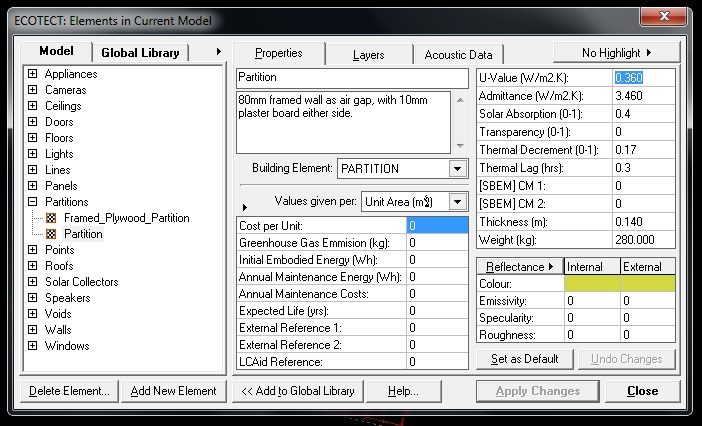 ECOTECT: Elements in Current Model
Model
Global Library
Appliances
Cameras
Ceilings
Doors
Floors
Lights
Lines
Panels
Partitions
Framed_Plywood_Partition
Partition
Points
Roofs
Solar Collectors
Speakers
Voids
Walls
Windows
Properties
Layers
Acoustic Data
No Highlight
Partition
80mm framed wall as air gap, with 10mm
plaster board either side.
Building Element: PARTITION
Values given per: Unit Area (m²)
Cost per Unit: 0
Greenhouse Gas Emmision (kg): 0
Initial Embodied Energy (Wh): 0
Annual Maintenance Energy (Wh): 0
Annual Maintenance Costs: 0
Expected Life (yrs): 0
External Reference 1: 0
External Reference 2: 0
LCAid Reference: 0
U-Value (W/m2.K): 0.360
Admittance (W/m2.K): 3.460
Solar Absorption (0-1): 0.4
Transparency (0-1): 0
Thermal Decrement (0-1): 0.17
Thermal Lag (hrs): 0.3
[SBEM] CM 1: 0
[SBEM] CM 2: 0
Thickness (m): 0.140
Weight (kg): 280.000
Reflectance Internal External
Colour:
Emissivity: 0 0
Specularity: 0 0
Roughness: 0 0
Set as Default
Undo Changes
Delete Element...
Add New Element
<< Add to Global Library
Help...
Apply Changes
Close